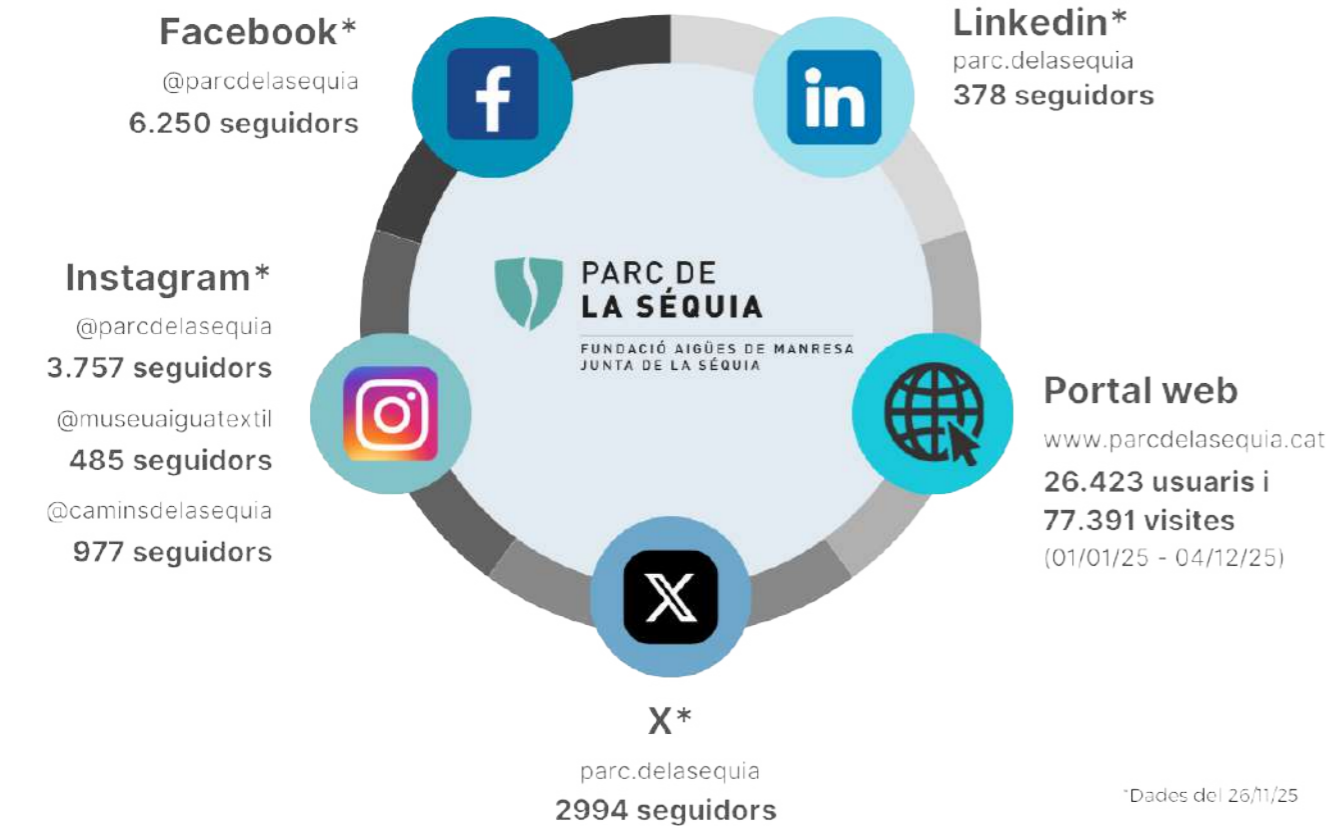 Facebook*
@parcdelasequia
6.250 seguidors
Linkedin*
parc.delasequia
378 seguidors
Instagram*
@parcdelasequia
3.757 seguidors
@museuaiguatextil
485 seguidors
@caminsdelasequia
977 seguidors
PARC DE
LA SÉQUIA
FUNDACIÓ AIGÜES DE MANRESA
JUNTA DE LA SÉQUIA
Portal web
www.parcdelasequia.cat
26.423 usuaris i
77.391 visites
(01/01/25 - 04/12/25)
X*
parc.delasequia
2994 seguidors
*Dades del 26/11/25